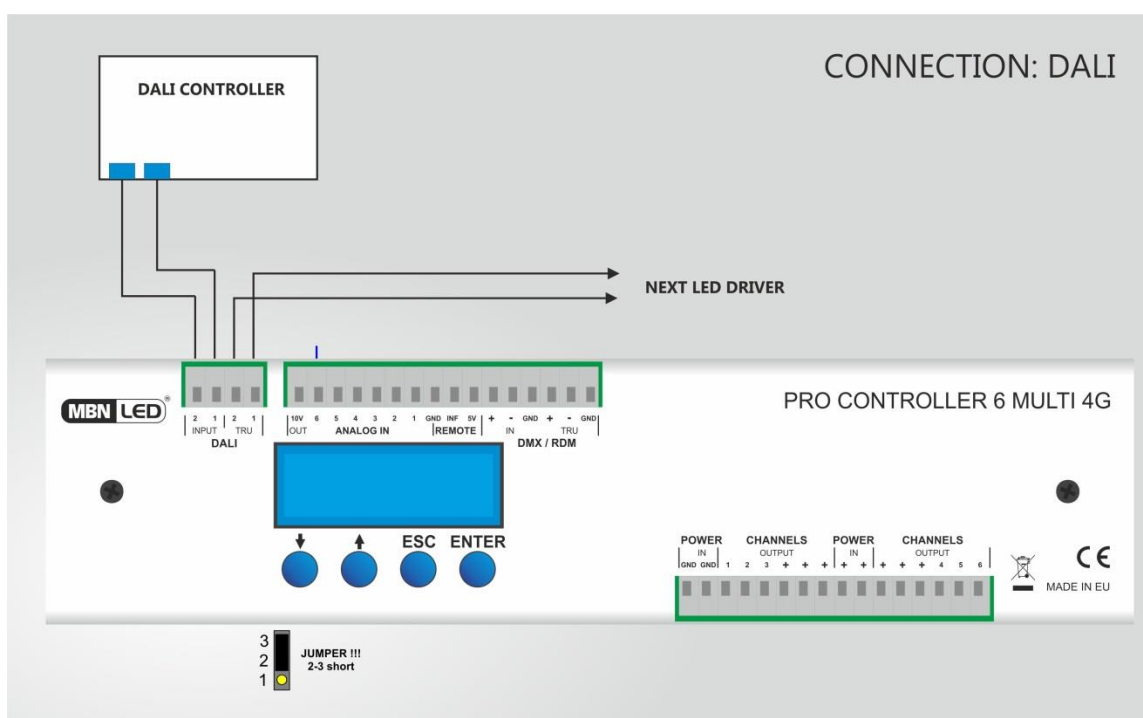 CONNECTION: DALI
DALI CONTROLLER
NEXT LED DRIVER
MBN LED®
PRO CONTROLLER 6 MULTI 4G
2 1 2 1
INPUT TRU
DALI
10V 6 5 4 3 2 1 GND INF 5V + - GND + - GND
OUT ANALOG IN REMOTE IN TRU
DMX / RDM
ESC ENTER
POWER CHANNELS POWER CHANNELS
IN OUTPUT IN OUTPUT
GND GND 1 2 3 + + + + + + + + 4 5 6
CE
MADE IN EU
3
2
1
JUMPER !!!
2-3 short